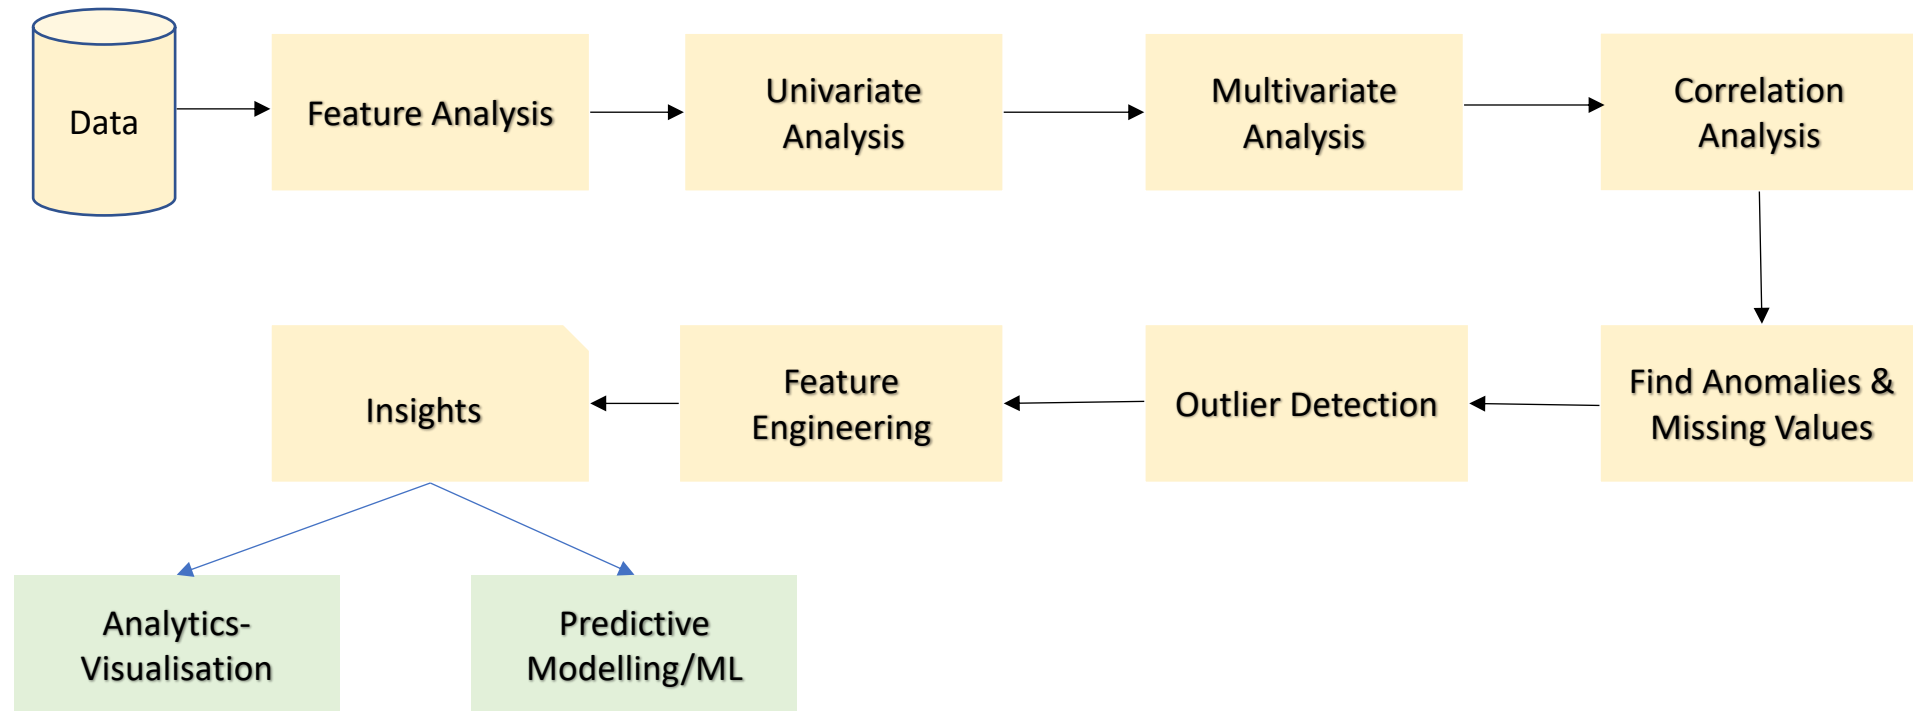 Data
Feature Analysis
Univariate
Analysis
Multivariate
Analysis
Correlation
Analysis
Find Anomalies &
Missing Values
Outlier Detection
Feature
Engineering
Insights
Analytics-
Visualisation
Predictive
Modelling/ML